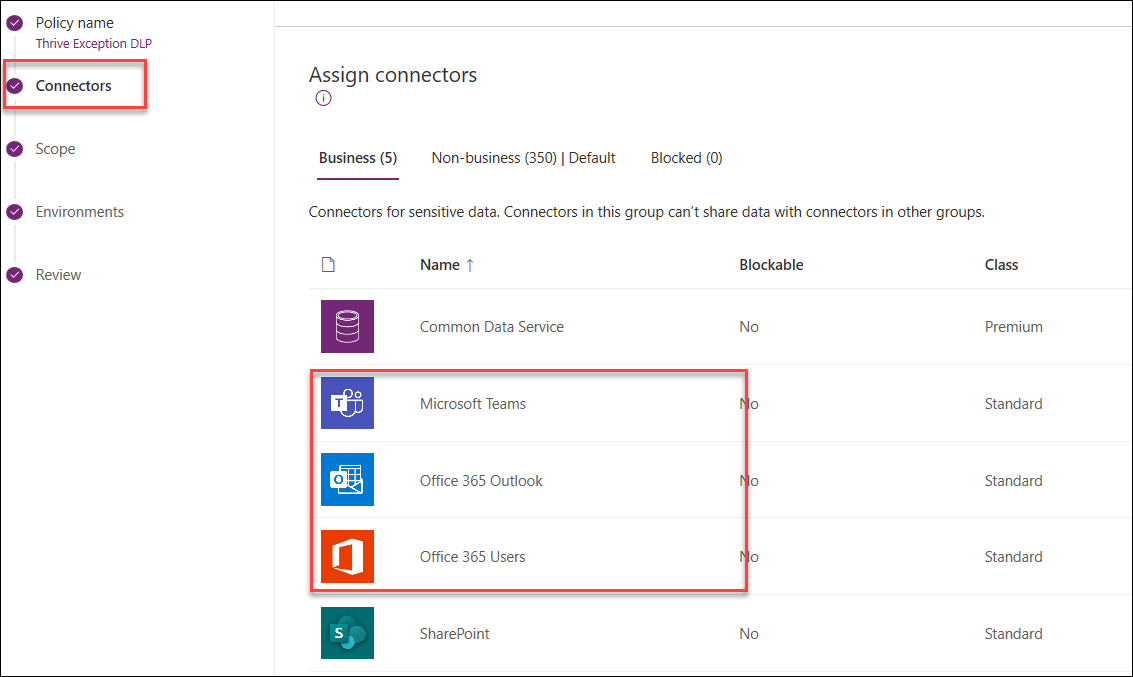 Policy name
Thrive Exception DLP
Connectors
Scope
Environments
Review
Assign connectors
Business (5) Non-business (350) | Default Blocked (0)
Connectors for sensitive data. Connectors in this group can’t share data with connectors in other groups.
Name ↑ Blockable Class
Common Data Service No Premium
Microsoft Teams No Standard
Office 365 Outlook No Standard
Office 365 Users No Standard
SharePoint No Standard